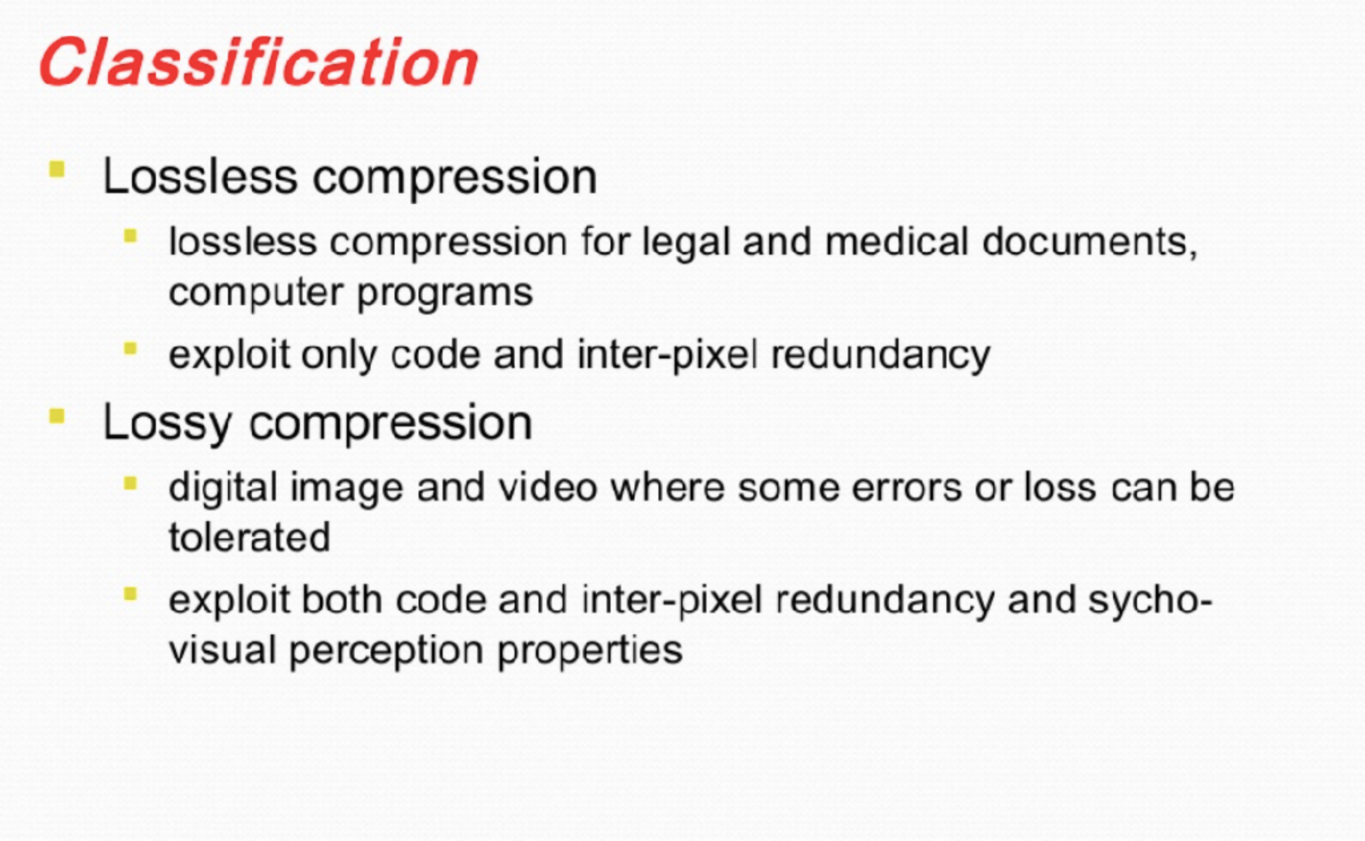 Classification
Lossless compression
lossless compression for legal and medical documents,
computer programs
exploit only code and inter-pixel redundancy
Lossy compression
digital image and video where some errors or loss can be
tolerated
exploit both code and inter-pixel redundancy and sycho-
visual perception properties